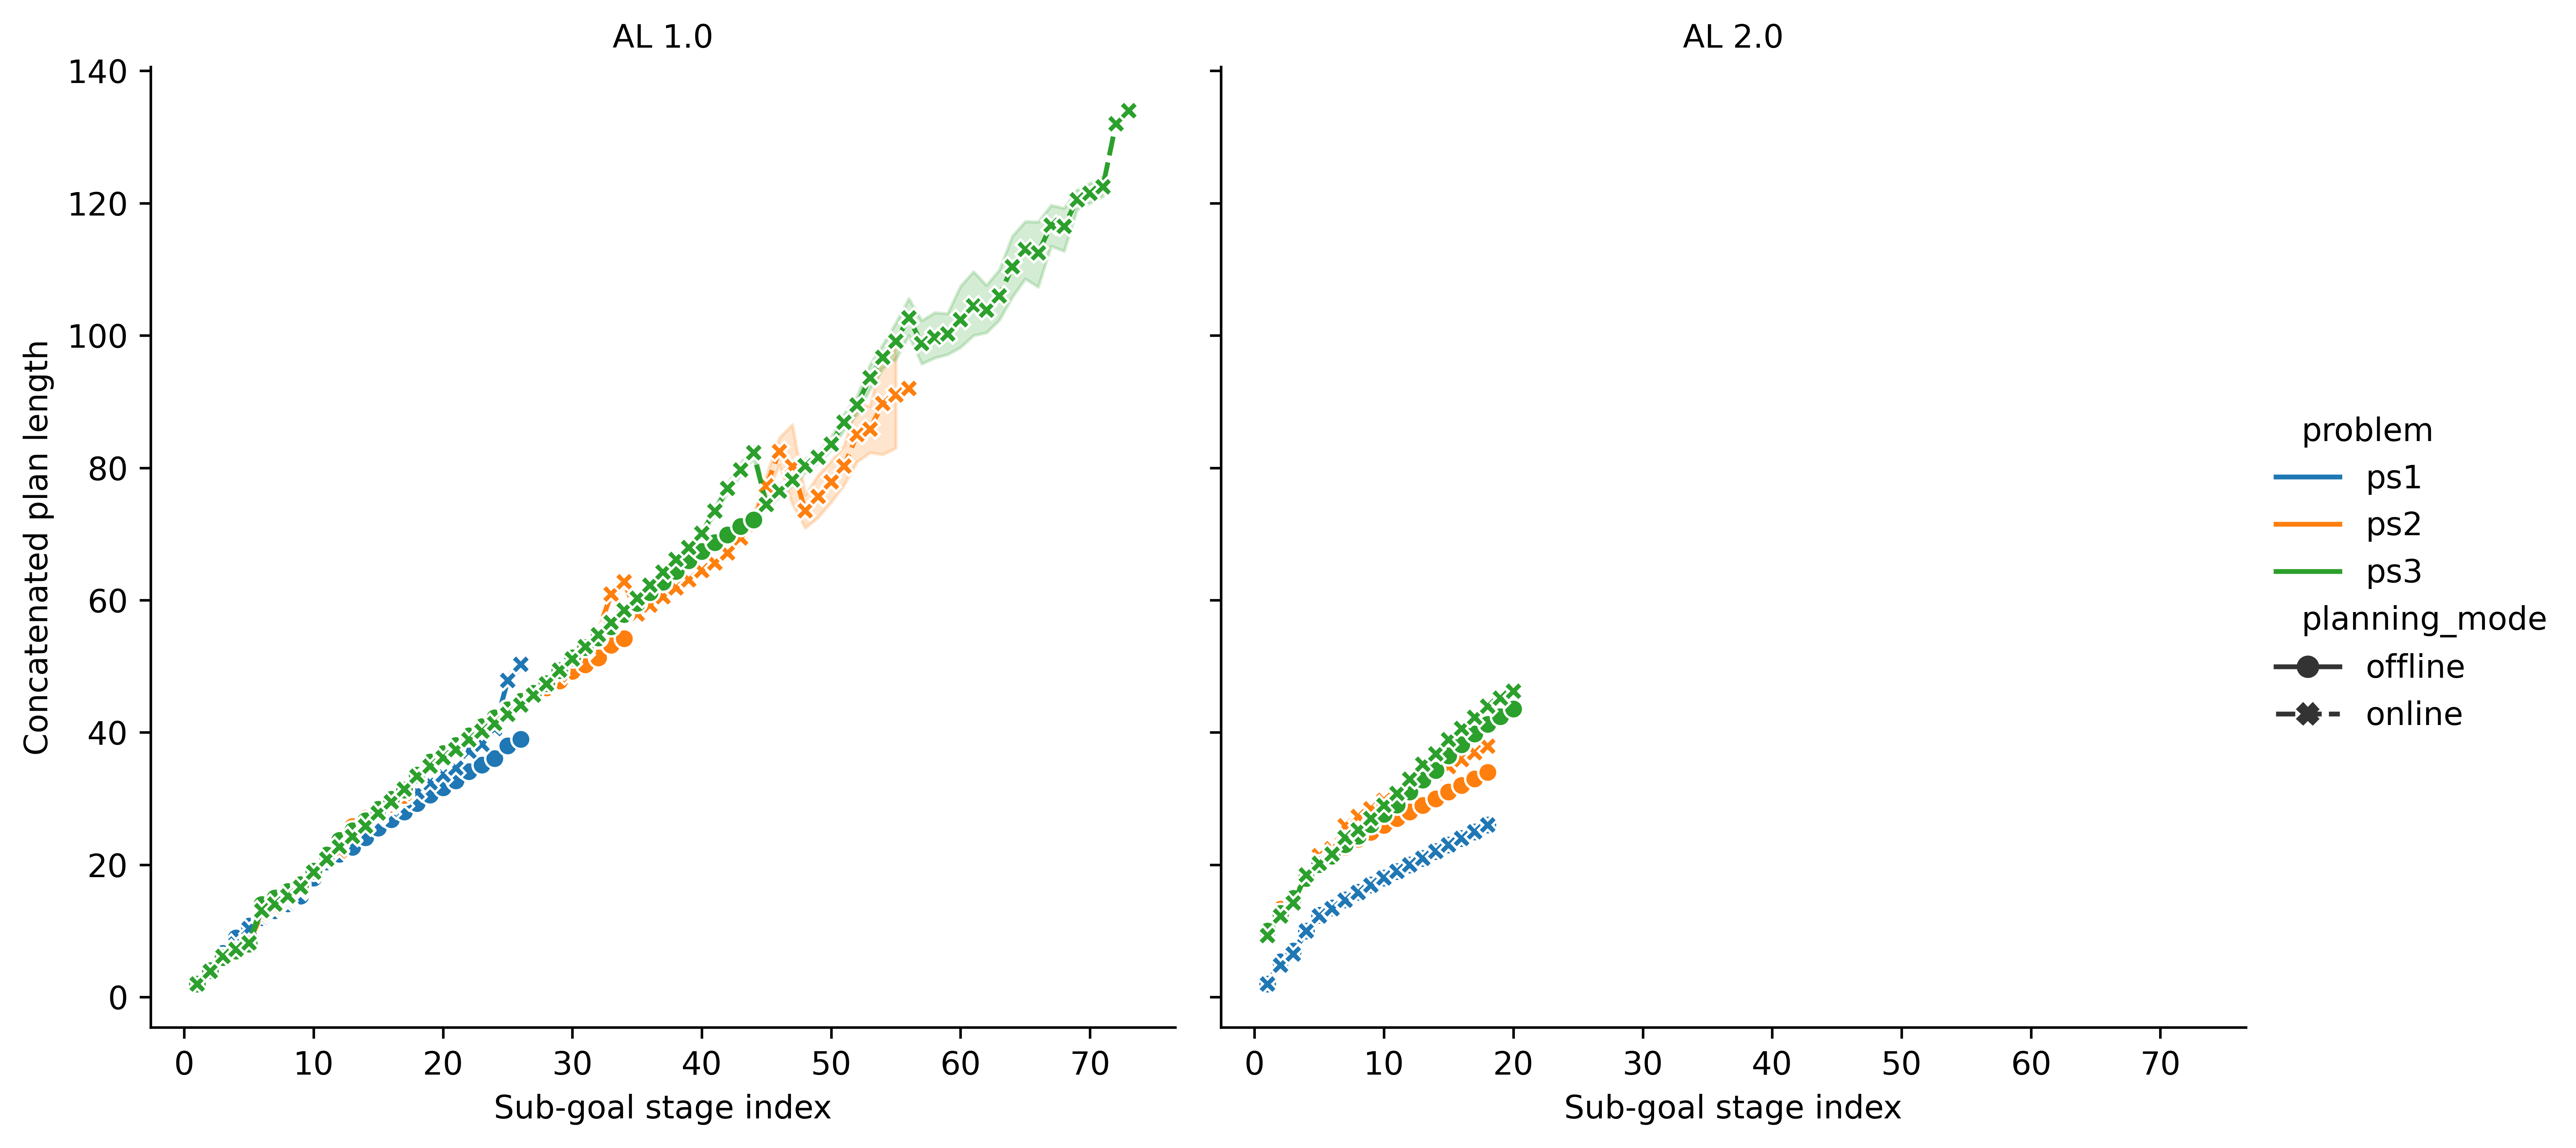 AL 1.0
AL 2.0
Concatenated plan length
140
120
100
80
60
40
20
0
0 10 20 30 40 50 60 70
0 10 20 30 40 50 60 70
Sub-goal stage index
Sub-goal stage index
problem
ps1
ps2
ps3
planning_mode
offline
online